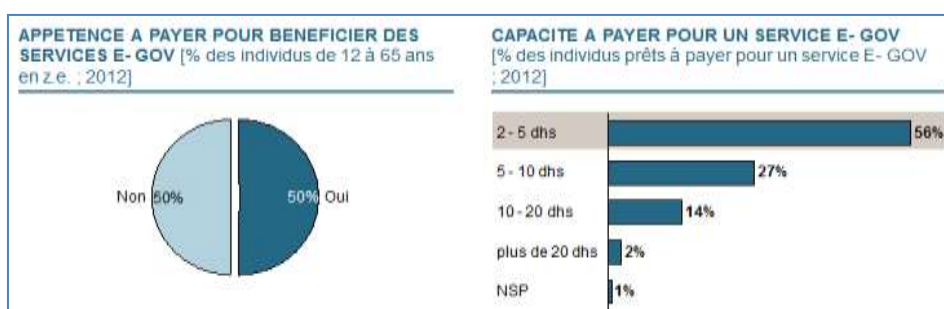 APPETENCE A PAYER POUR BENEFICIER DES
SERVICES E- GOV [% des individus de 12 à 65 ans
en z.e. ; 2012]
Non 50%
50% Oui
CAPACITE A PAYER POUR UN SERVICE E- GOV
[% des individus prêts à payer pour un service E- GOV
; 2012]
2 - 5 dhs 56%
5 - 10 dhs 27%
10 - 20 dhs 14%
plus de 20 dhs 2%
NSP 1%